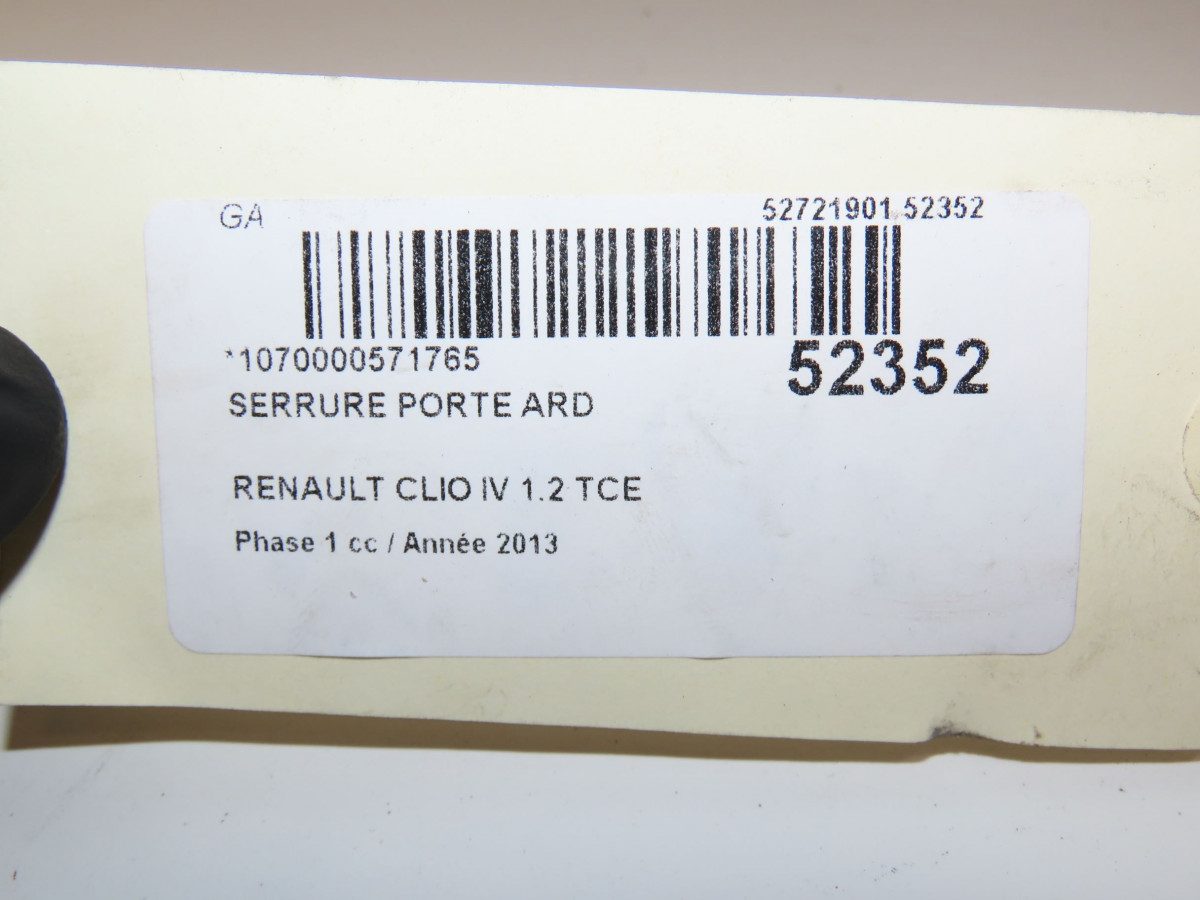 GA 52721901 52352
*1070000571765 52352
SERRURE PORTE ARD
RENAULT CLIO IV 1.2 TCE
Phase 1 cc / Année 2013